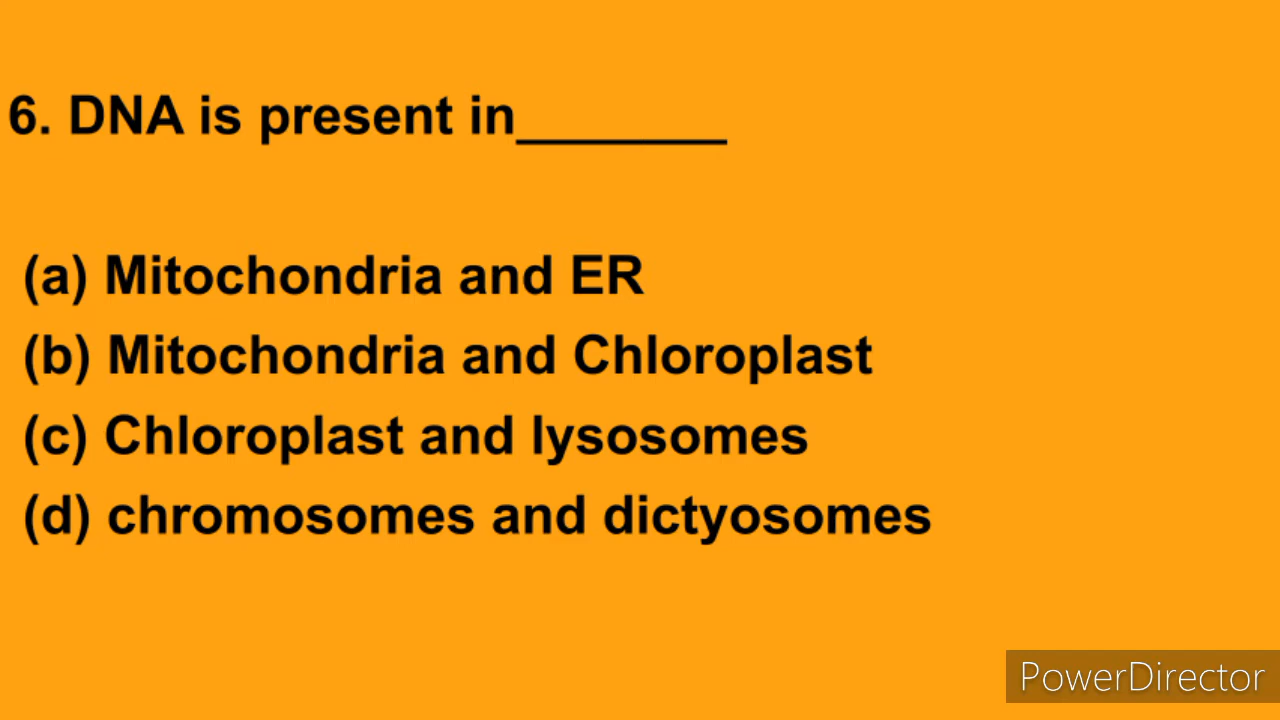 6. DNA is present in_______
(a) Mitochondria and ER
(b) Mitochondria and Chloroplast
(c) Chloroplast and lysosomes
(d) chromosomes and dictyosomes
PowerDirector